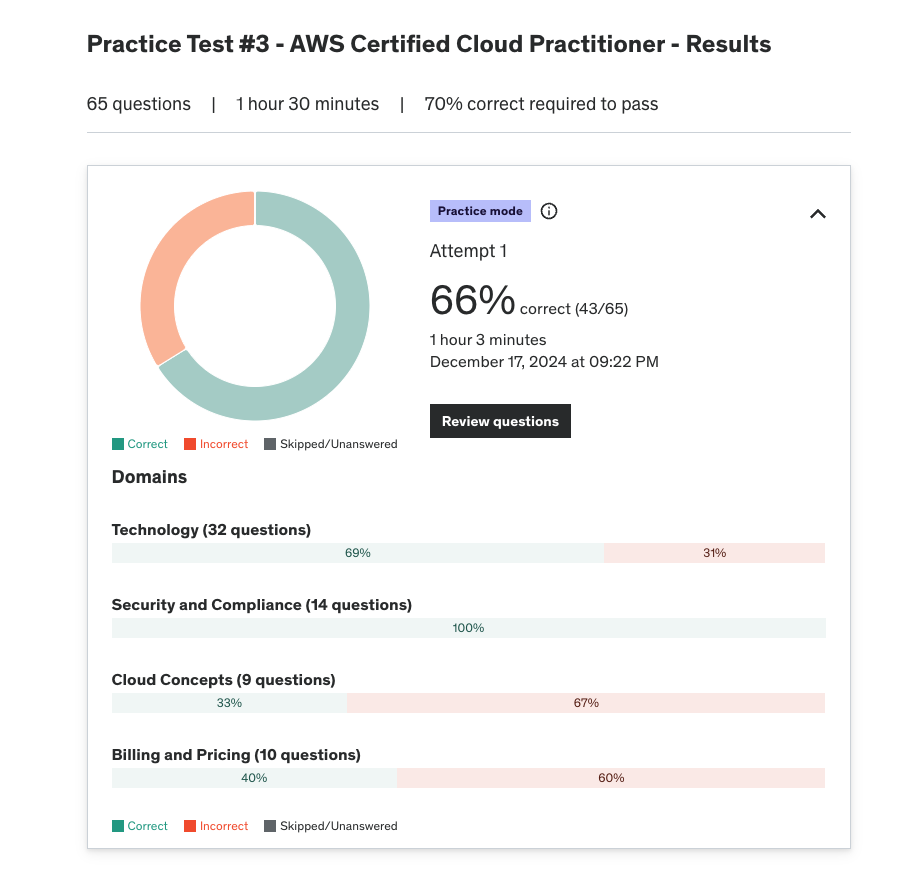 Practice Test #3 - AWS Certified Cloud Practitioner - Results
65 questions | 1 hour 30 minutes | 70% correct required to pass
Practice mode
Attempt 1
66% correct (43/65)
1 hour 3 minutes
December 17, 2024 at 09:22 PM
Review questions
Correct Incorrect Skipped/Unanswered
Domains
Technology (32 questions)
69% 31%
Security and Compliance (14 questions)
100%
Cloud Concepts (9 questions)
33% 67%
Billing and Pricing (10 questions)
40% 60%
Correct Incorrect Skipped/Unanswered